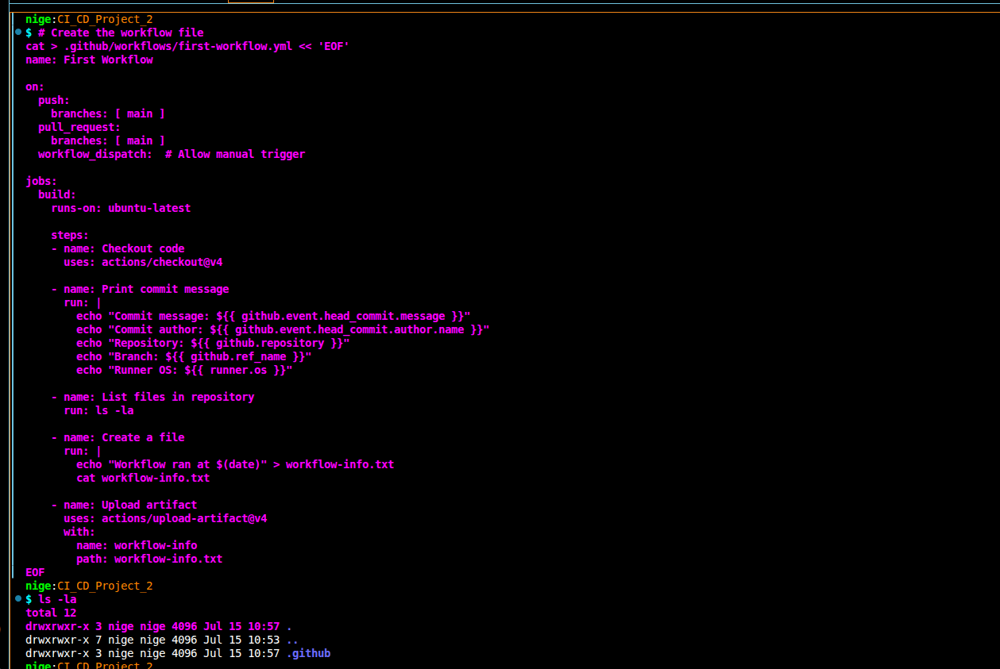 nige:CI_CD_Project_2
$ # Create the workflow file
cat > .github/workflows/first-workflow.yml << 'EOF'
name: First Workflow

on:
  push:
    branches: [ main ]
  pull_request:
    branches: [ main ]
  workflow_dispatch:  # Allow manual trigger

jobs:
  build:
    runs-on: ubuntu-latest

    steps:
    - name: Checkout code
      uses: actions/checkout@v4

    - name: Print commit message
      run: |
        echo "Commit message: ${{ github.event.head_commit.message }}"
        echo "Commit author: ${{ github.event.head_commit.author.name }}"
        echo "Repository: ${{ github.repository }}"
        echo "Branch: ${{ github.ref_name }}"
        echo "Runner OS: ${{ runner.os }}"

    - name: List files in repository
      run: ls -la

    - name: Create a file
      run: |
        echo "Workflow ran at $(date)" > workflow-info.txt
        cat workflow-info.txt

    - name: Upload artifact
      uses: actions/upload-artifact@v4
      with:
        name: workflow-info
        path: workflow-info.txt
EOF
nige:CI_CD_Project_2
$ ls -la
total 12
drwxrwxr-x 3 nige nige 4096 Jul 15 10:57 .
drwxrwxr-x 7 nige nige 4096 Jul 15 10:53 ..
drwxrwxr-x 3 nige nige 4096 Jul 15 10:57 .github
nige:CI_CD_Project_2